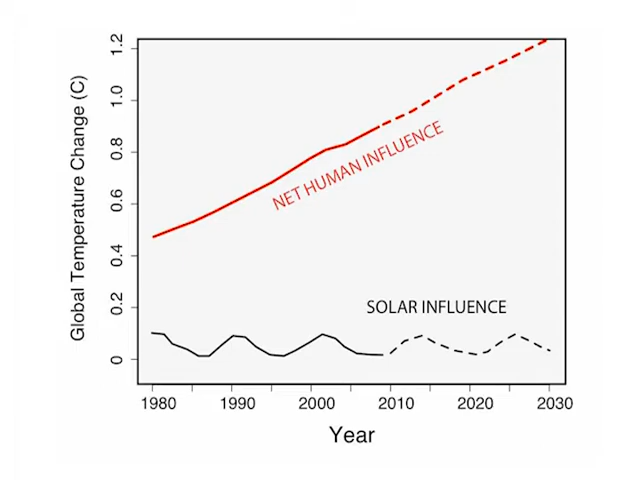 1.2
1.0
0.8
0.6
0.4
0.2
0
Global Temperature Change (C)
NET HUMAN INFLUENCE
SOLAR INFLUENCE
1980 1990 2000 2010 2020 2030
Year